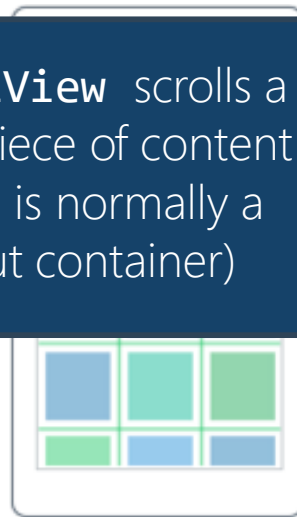 View scrolls a
iece of content
is normally a
ut container)